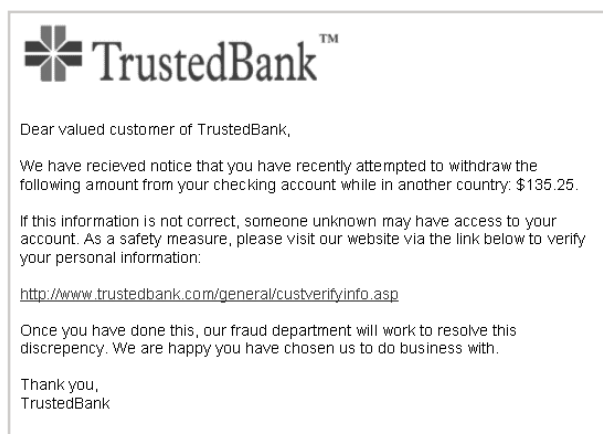 TrustedBank™
Dear valued customer of TrustedBank,
We have recieved notice that you have recently attempted to withdraw the
following amount from your checking account while in another country: $135.25.
If this information is not correct, someone unknown may have access to your
account. As a safety measure, please visit our website via the link below to verify
your personal information:
http://www.trustedbank.com/general/custverifyinfo.asp
Once you have done this, our fraud department will work to resolve this
discrepency. We are happy you have chosen us to do business with.
Thank you,
TrustedBank